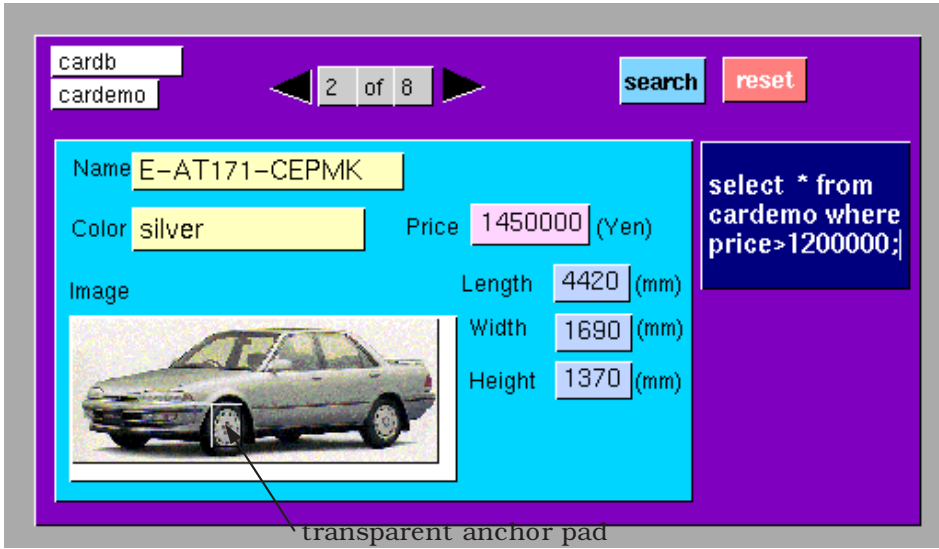 cardb
cardemo
2 of 8
search
reset
Name E-AT171-CEPMK
Color silver
Price 1450000 (Yen)
Image
Length 4420 (mm)
Width 1690 (mm)
Height 1370 (mm)
select * from
cardemo where
price>1200000;
transparent anchor pad